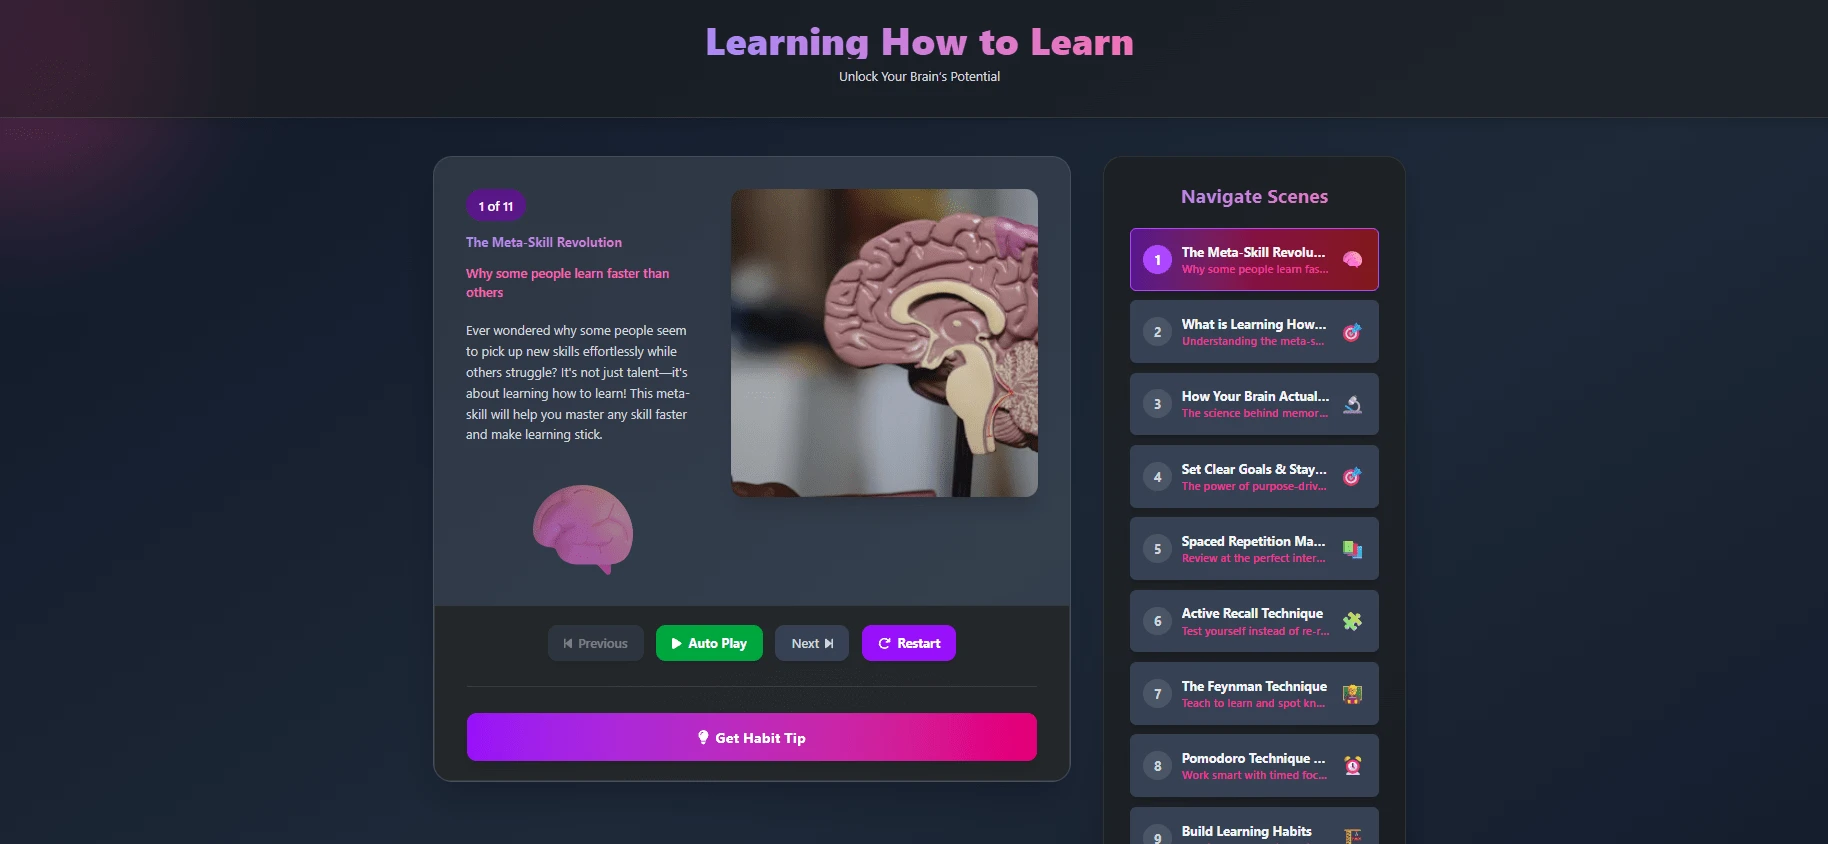 Learning How to Learn
Unlock Your Brain's Potential
1 of 11
The Meta-Skill Revolution
Why some people learn faster than
others
Ever wondered why some people seem
to pick up new skills effortlessly while
others struggle? It's not just talent—it's
about learning how to learn! This meta-
skill will help you master any skill faster
and make learning stick.
Previous
Auto Play
Next
Restart
Get Habit Tip
Navigate Scenes
1
The Meta-Skill Revolu...
Why some people learn fas...
2
What is Learning How...
Understanding the meta-s...
3
How Your Brain Actual...
The science behind memor...
4
Set Clear Goals & Stay...
The power of purpose-driv...
5
Spaced Repetition Ma...
Review at the perfect inter...
6
Active Recall Technique
Test yourself instead of re-r...
7
The Feynman Technique
Teach to learn and spot kn...
8
Pomodoro Technique ...
Work smart with timed foc...
9
Build Learning Habits